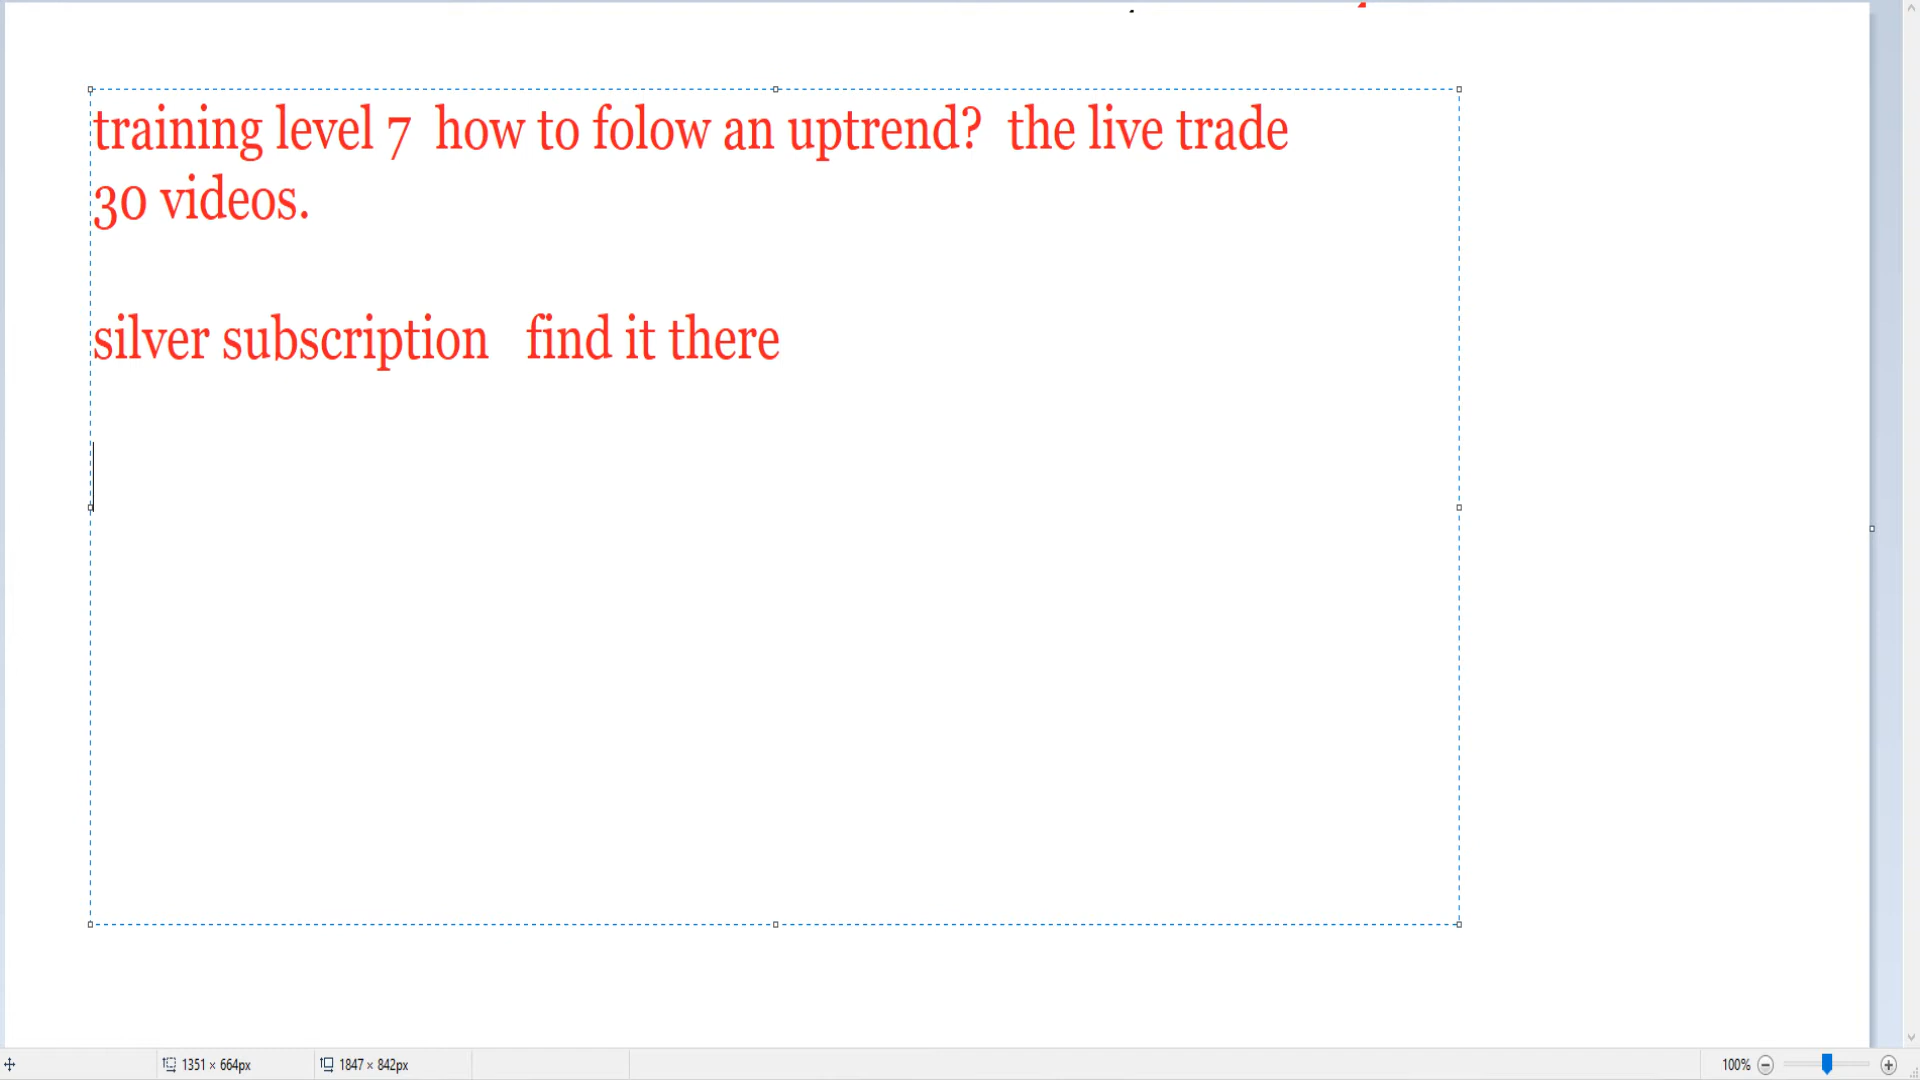 training level 7  how to folow an uptrend?  the live trade
30 videos.
silver subscription   find it there
1351 × 664px
1847 × 842px
100%